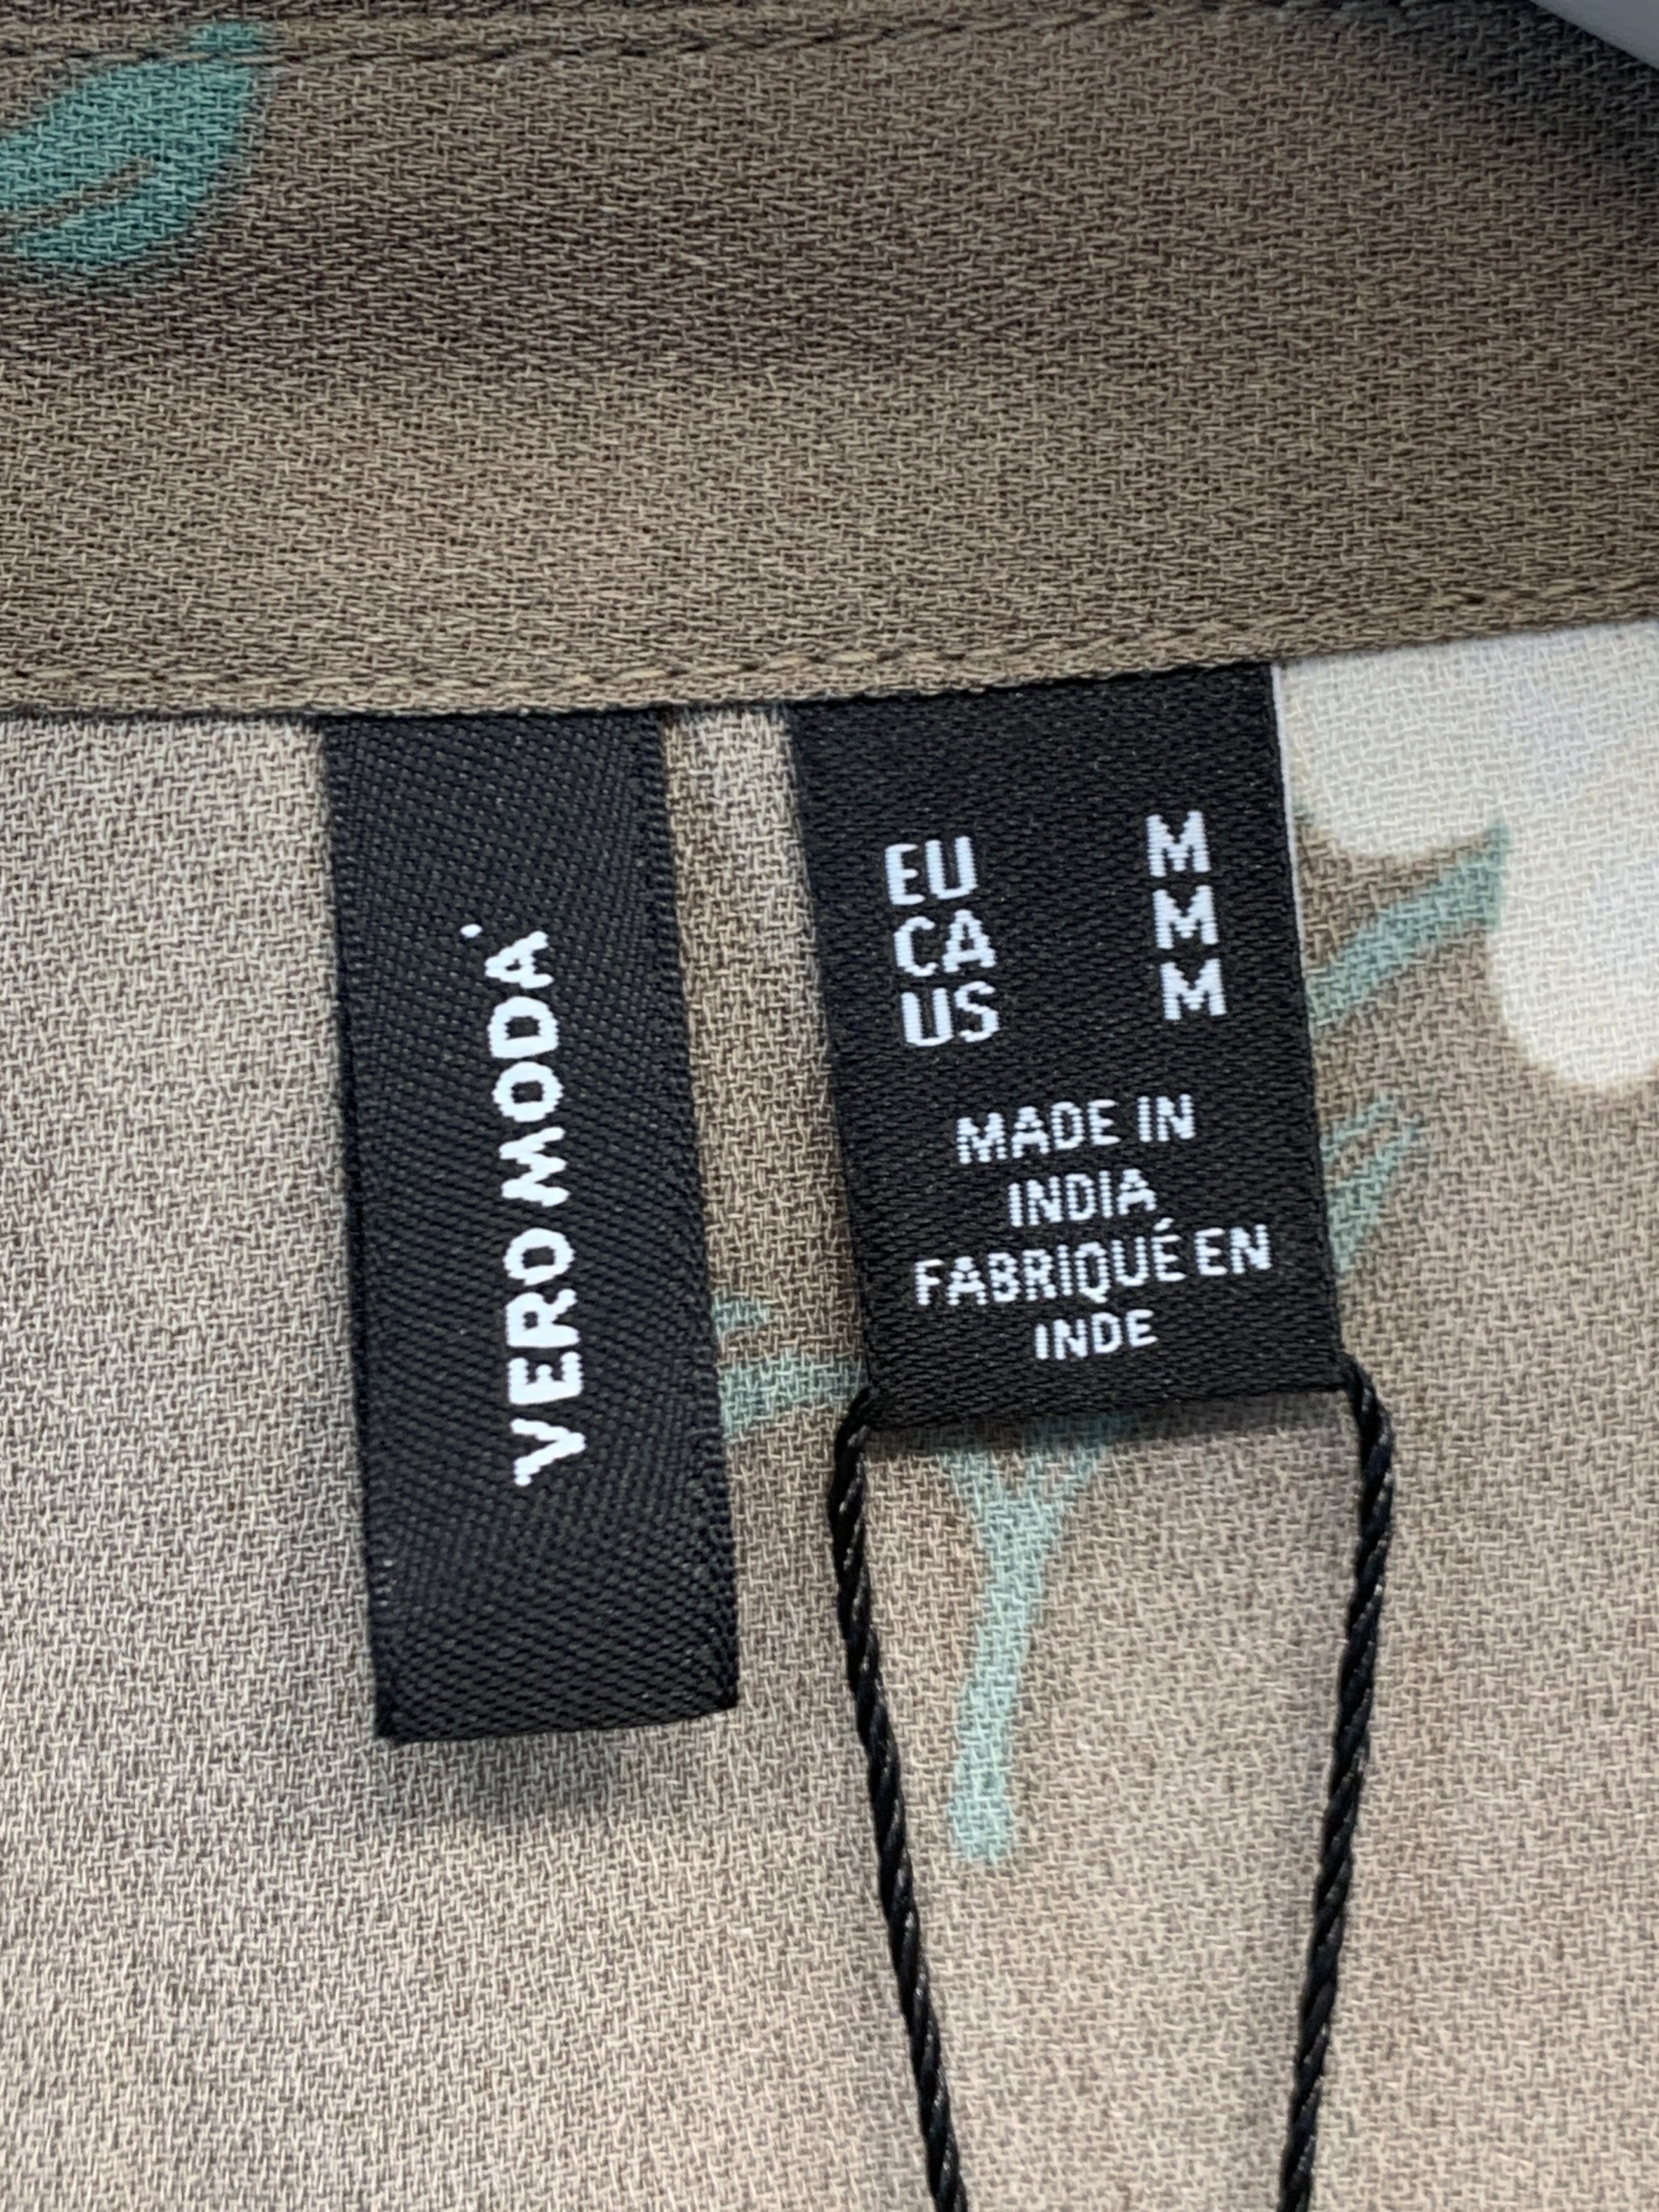 VERO MODA
EU M
CA M
US M
MADE IN
INDIA
FABRIQUÉ EN
INDE